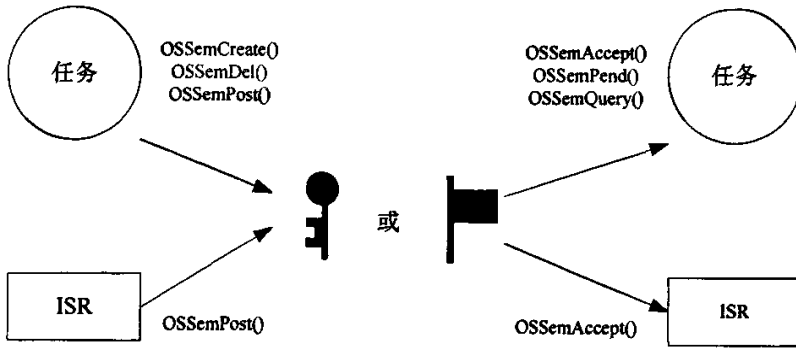 任务
OSSemCreate()
OSSemDel()
OSSemPost()
OSSemAccept()
OSSemPend()
OSSemQuery()
任务
或
ISR
OSSemPost()
OSSemAccept()
ISR